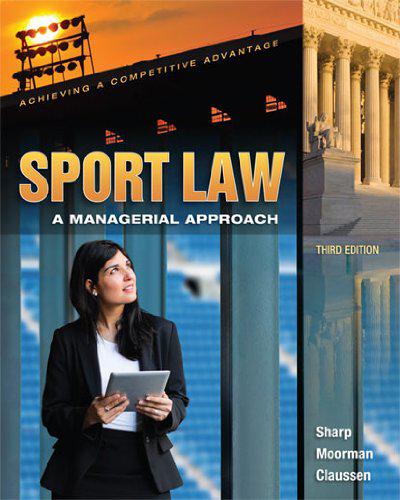 ACHIEVING A COMPETITIVE ADVANTAGE
SPORT LAW
A MANAGERIAL APPROACH
THIRD EDITION
Sharp
Moorman
Claussen